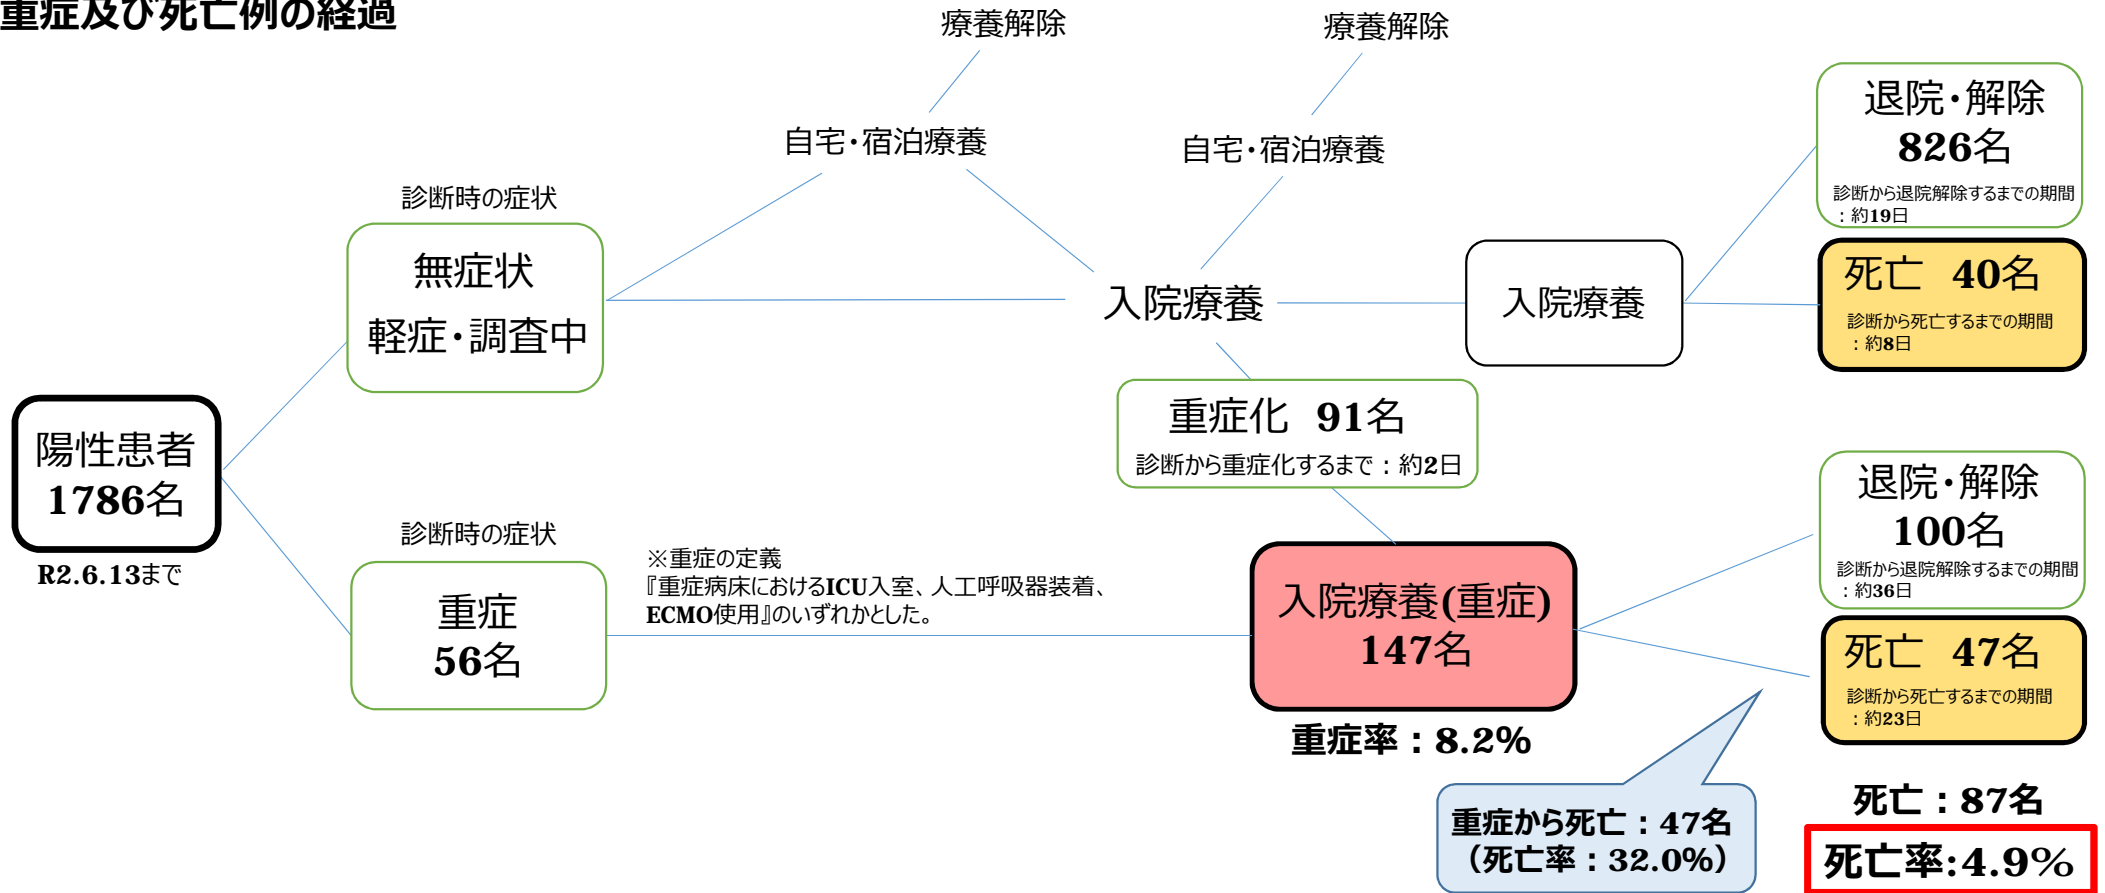 重症及び死亡例の経過
療養解除
療養解除
自宅・宿泊療養
自宅・宿泊療養
診断時の症状
無症状
軽症・調査中
入院療養
入院療養
退院・解除
826名
診断から退院解除するまでの期間
：約19日
死亡　40名
診断から死亡するまでの期間
：約8日
陽性患者
1786名
R2.6.13まで
重症化　91名
診断から重症化するまで：約2日
診断時の症状
重症
56名
※重症の定義
『重症病床におけるICU入室、人工呼吸器装着、
ECMO使用』のいずれかとした。
入院療養(重症)
147名
重症率：8.2%
退院・解除
100名
診断から退院解除するまでの期間
：約36日
死亡　47名
診断から死亡するまでの期間
：約23日
重症から死亡：47名
（死亡率：32.0%）
死亡：87名
死亡率:4.9%